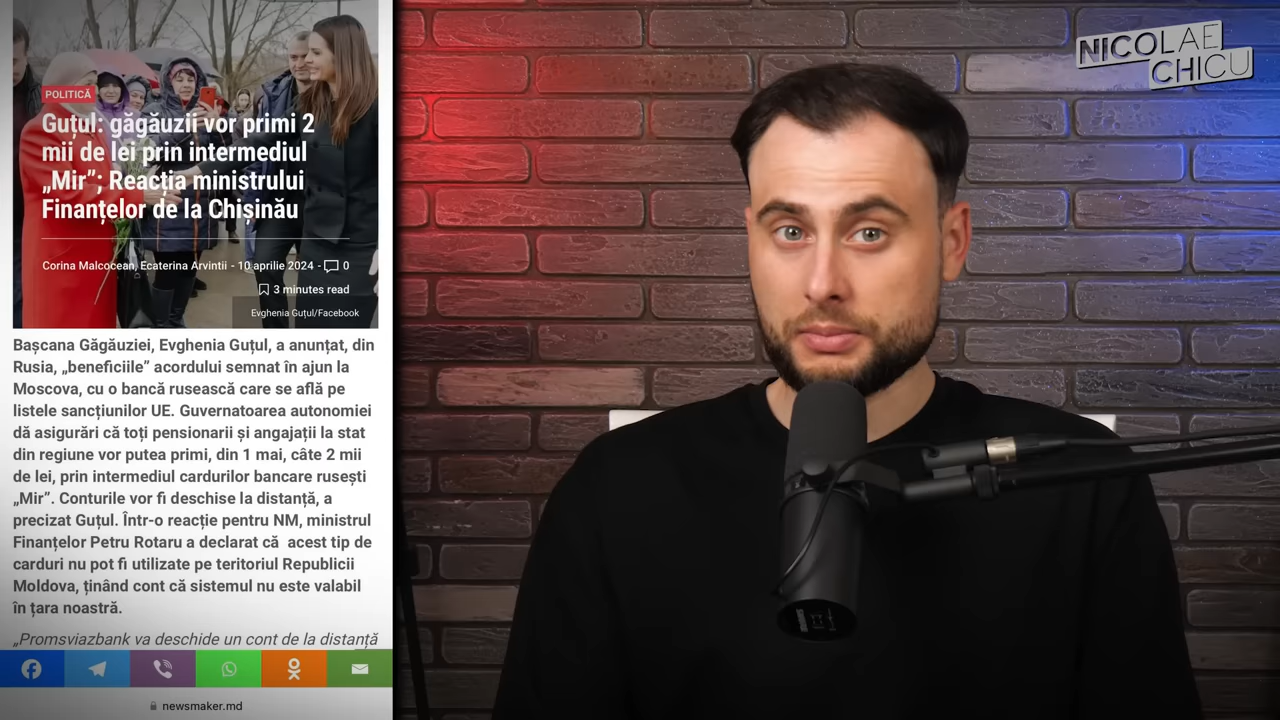 POLITICĂ
Guțul: găgăuzii vor primi 2
mii de lei prin intermediul
„Mir”; Reacția ministrului
Finanțelor de la Chișinău
Corina Malcocean, Ecaterina Arvintii - 10 aprilie 2024 - 0
3 minutes read
Evghenia Guțul/Facebook
Bașcana Găgăuziei, Evghenia Guțul, a anunțat, din
Rusia, „beneficiile” acordului semnat în ajun la
Moscova, cu o bancă rusească care se află pe
listele sancțiunilor UE. Guvernatoarea autonomiei
dă asigurări că toți pensionarii și angajații la stat
din regiune vor putea primi, din 1 mai, câte 2 mii
de lei, prin intermediul cardurilor bancare rusești
„Mir”. Conturile vor fi deschise la distanță, a
precizat Guțul. Într-o reacție pentru NM, ministrul
Finanțelor Petru Rotaru a declarat că  acest tip de
carduri nu pot fi utilizate pe teritoriul Republicii
Moldova, ținând cont că sistemul nu este valabil
în țara noastră.
„Promsviazbank va deschide un cont de la distanță
newsmaker.md
NICOLAE
CHICU